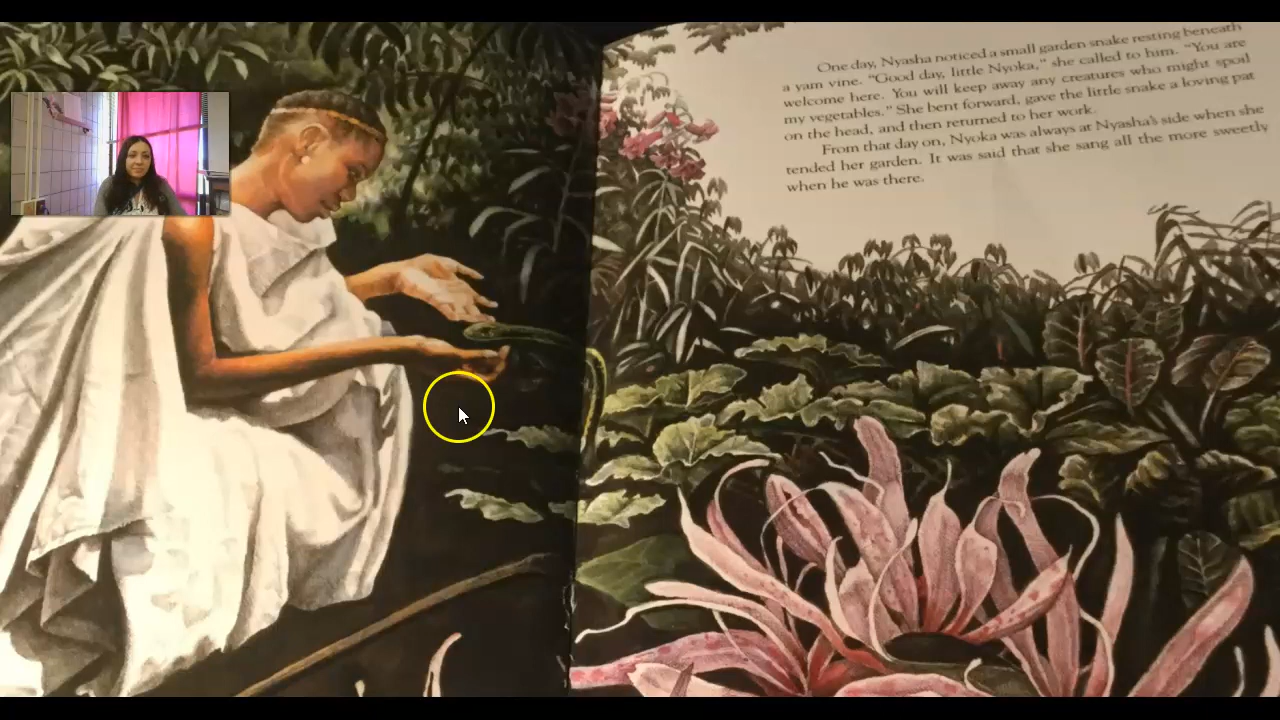 One day, Nyasha noticed a small garden snake resting beneath
a yam vine. "Good day, little Nyoka," she called to him. "You are
welcome here. You will keep away any creatures who might spoil
my vegetables." She bent forward, gave the little snake a loving pat
on the head, and then returned to her work.
From that day on, Nyoka was always at Nyasha's side when she
tended her garden. It was said that she sang all the more sweetly
when he was there.